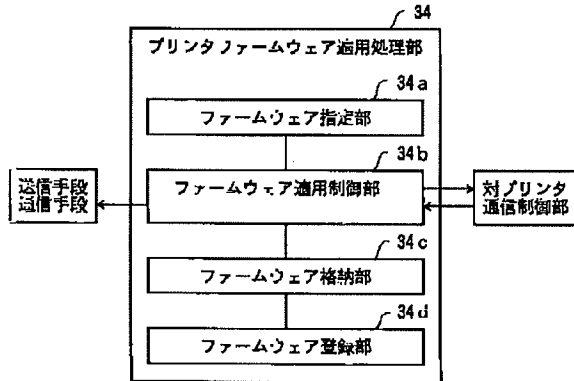 34
プリンタファームウェア適用処理部
34a
ファームウェア指定部
34b
ファームウェア適用制御部
送信手段
通信手段
対プリンタ
通信制御部
34c
ファームウェア格納部
34d
ファームウェア登録部